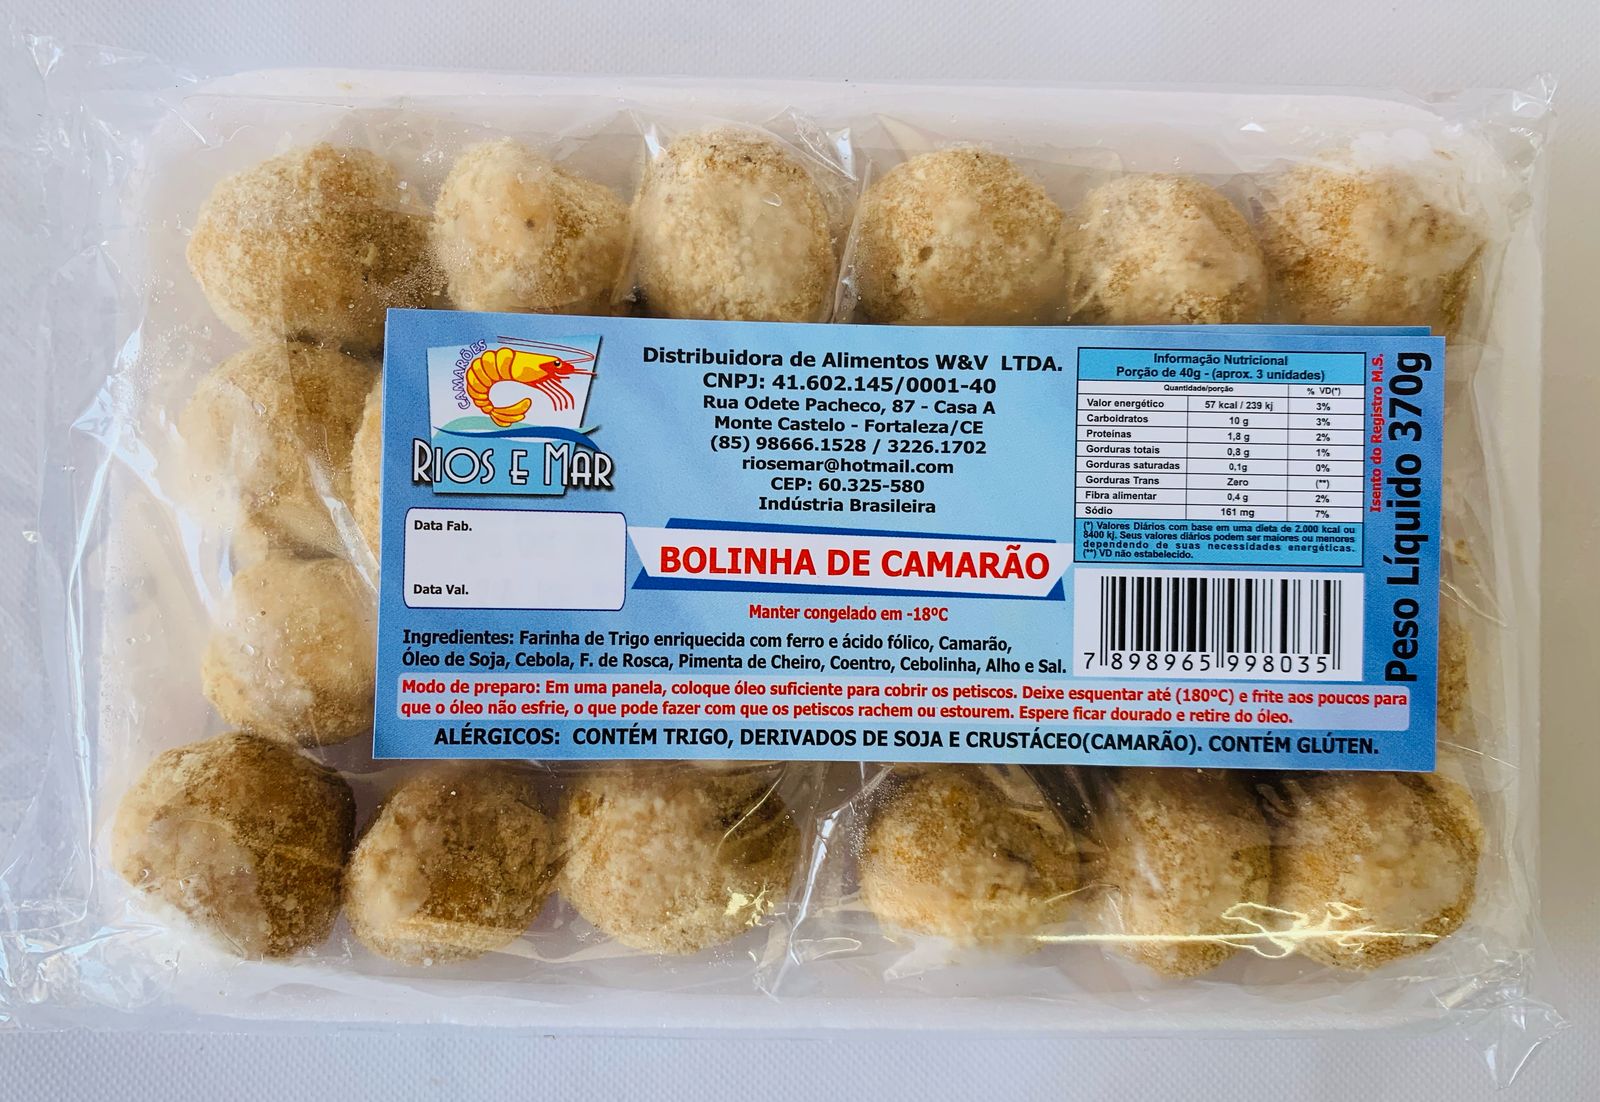 CAMARÕES
RIOS E MAR
Distribuidora de Alimentos W&V LTDA.
CNPJ: 41.602.145/0001-40
Rua Odete Pacheco, 87 - Casa A
Monte Castelo - Fortaleza/CE
(85) 98666.1528 / 3226.1702
riosemar@hotmail.com
CEP: 60.325-580
Indústria Brasileira
Data Fab.
Data Val.
BOLINHA DE CAMARÃO
Manter congelado em -18ºC
Ingredientes: Farinha de Trigo enriquecida com ferro e ácido fólico, Camarão,
Óleo de Soja, Cebola, F. de Rosca, Pimenta de Cheiro, Coentro, Cebolinha, Alho e Sal.
Informação Nutricional
Porção de 40g - (aprox. 3 unidades)
Quantidade/porção % VD(*)
Valor energético 57 kcal / 239 kj 3%
Carboidratos 10 g 3%
Proteínas 1,8 g 2%
Gorduras totais 0,8 g 1%
Gorduras saturadas 0,1g 0%
Gorduras Trans Zero (**)
Fibra alimentar 0,4 g 2%
Sódio 161 mg 7%
(*) Valores Diários com base em uma dieta de 2.000 kcal ou
8400 kj. Seus valores diários podem ser maiores ou menores
dependendo de suas necessidades energéticas.
(**) VD não estabelecido.
7 898965 998035
Isento do Registro M.S.
Peso Líquido 370g
Modo de preparo: Em uma panela, coloque óleo suficiente para cobrir os petiscos. Deixe esquentar até (180ºC) e frite aos poucos para
que o óleo não esfrie, o que pode fazer com que os petiscos rachem ou estourem. Espere ficar dourado e retire do óleo.
ALÉRGICOS: CONTÉM TRIGO, DERIVADOS DE SOJA E CRUSTÁCEO(CAMARÃO). CONTÉM GLÚTEN.